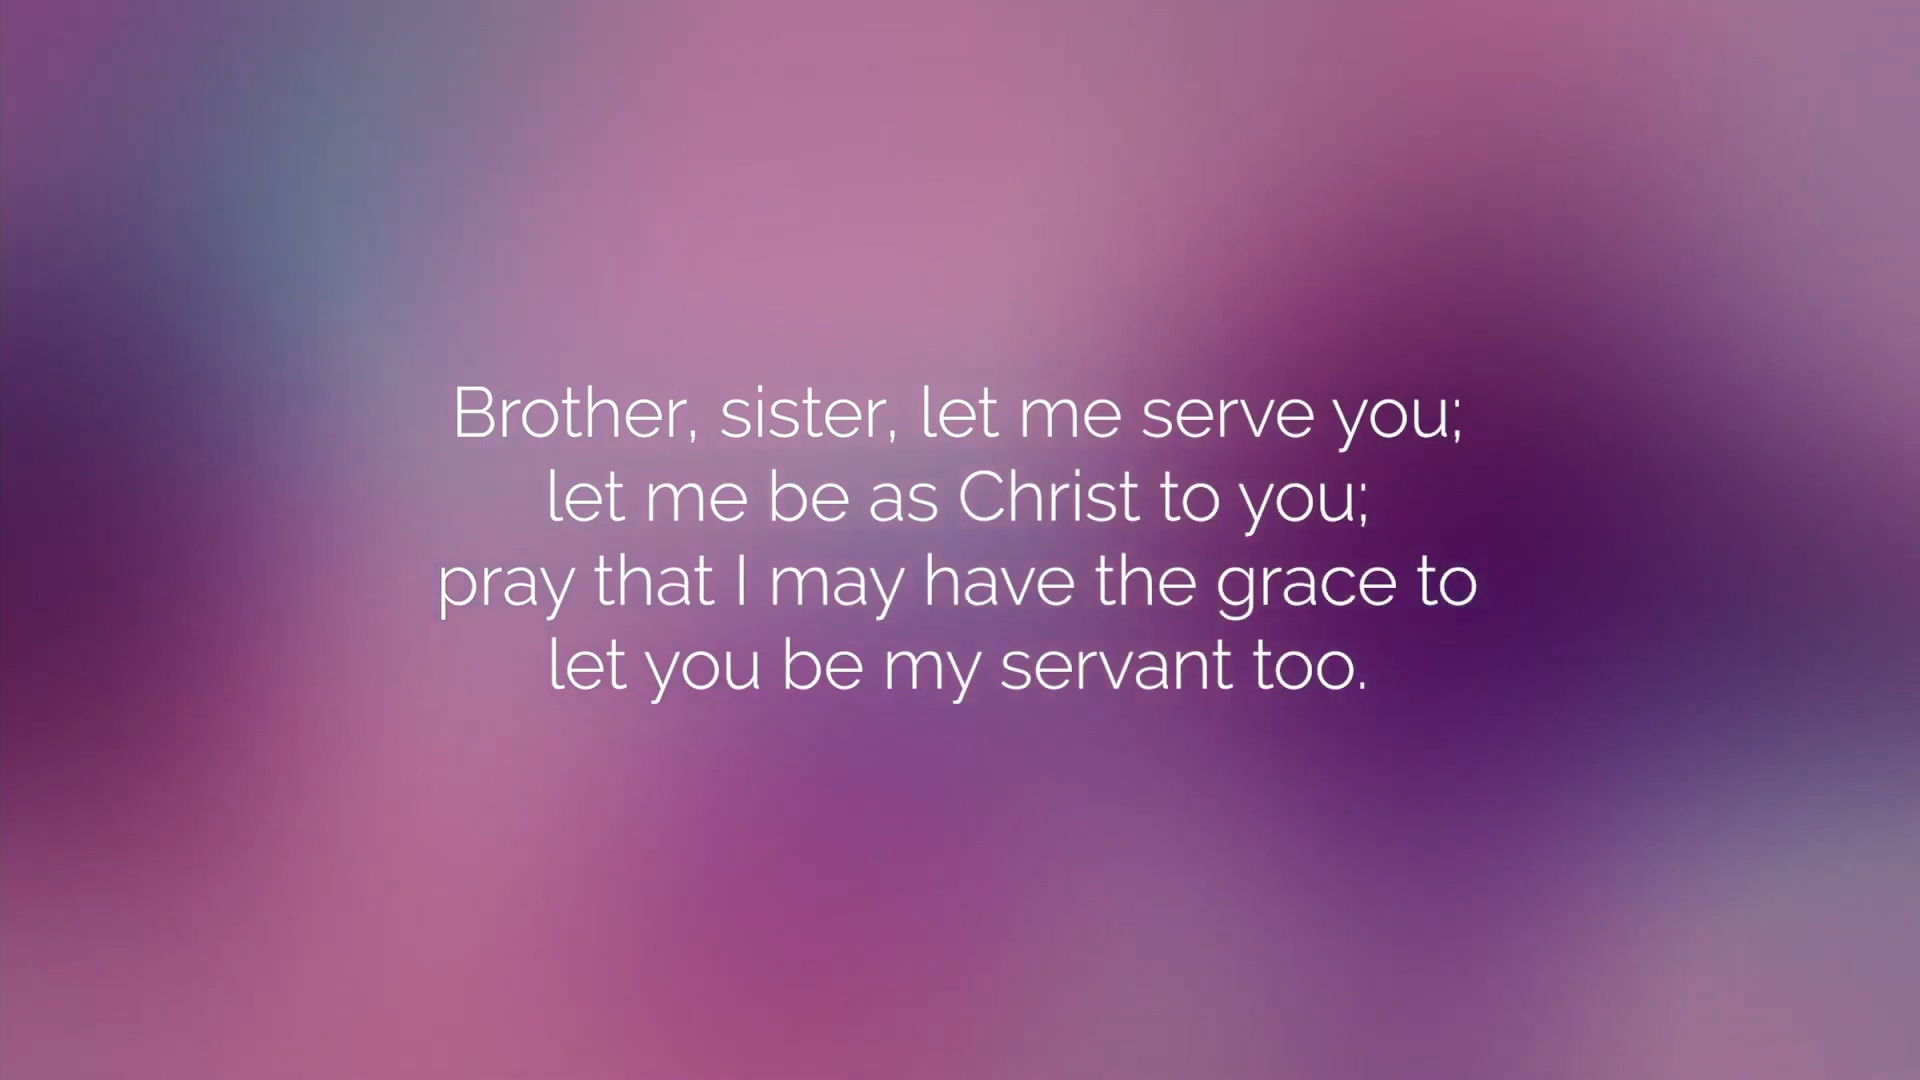 Brother, sister, let me serve you;
let me be as Christ to you;
pray that I may have the grace to
let you be my servant too.